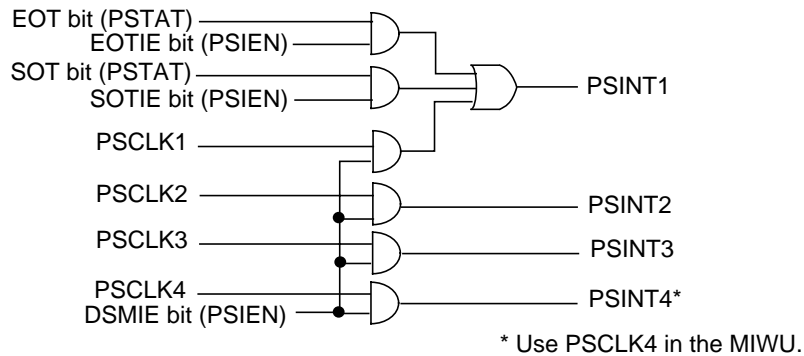 EOT bit (PSTAT)
EOTIE bit (PSIEN)
SOT bit (PSTAT)
SOTIE bit (PSIEN)
PSINT1
PSCLK1
PSCLK2
PSINT2
PSCLK3
PSINT3
PSCLK4
PSINT4*
DSMIE bit (PSIEN)
* Use PSCLK4 in the MIWU.